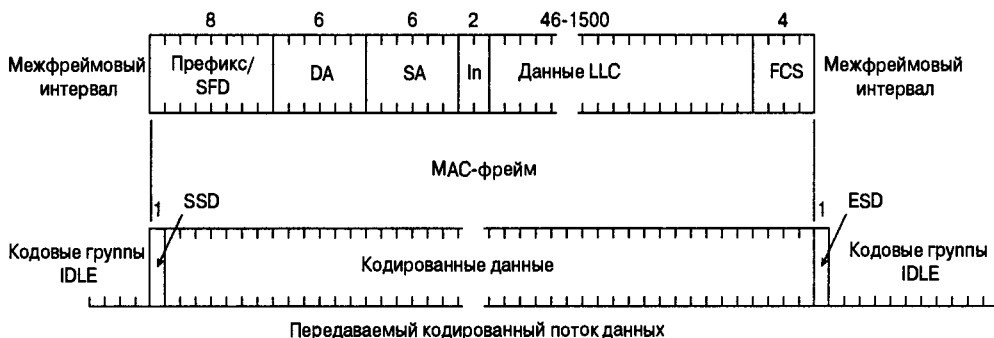 8 6 6 2 46-1500 4
Межфреймовый
интервал
Префикс/
SFD
DA
SA
In
Данные LLC
FCS
Межфреймовый
интервал
МАС-фрейм
1
SSD
1
ESD
Кодовые группы
IDLE
Кодированные данные
Кодовые группы
IDLE
Передаваемый кодированный поток данных